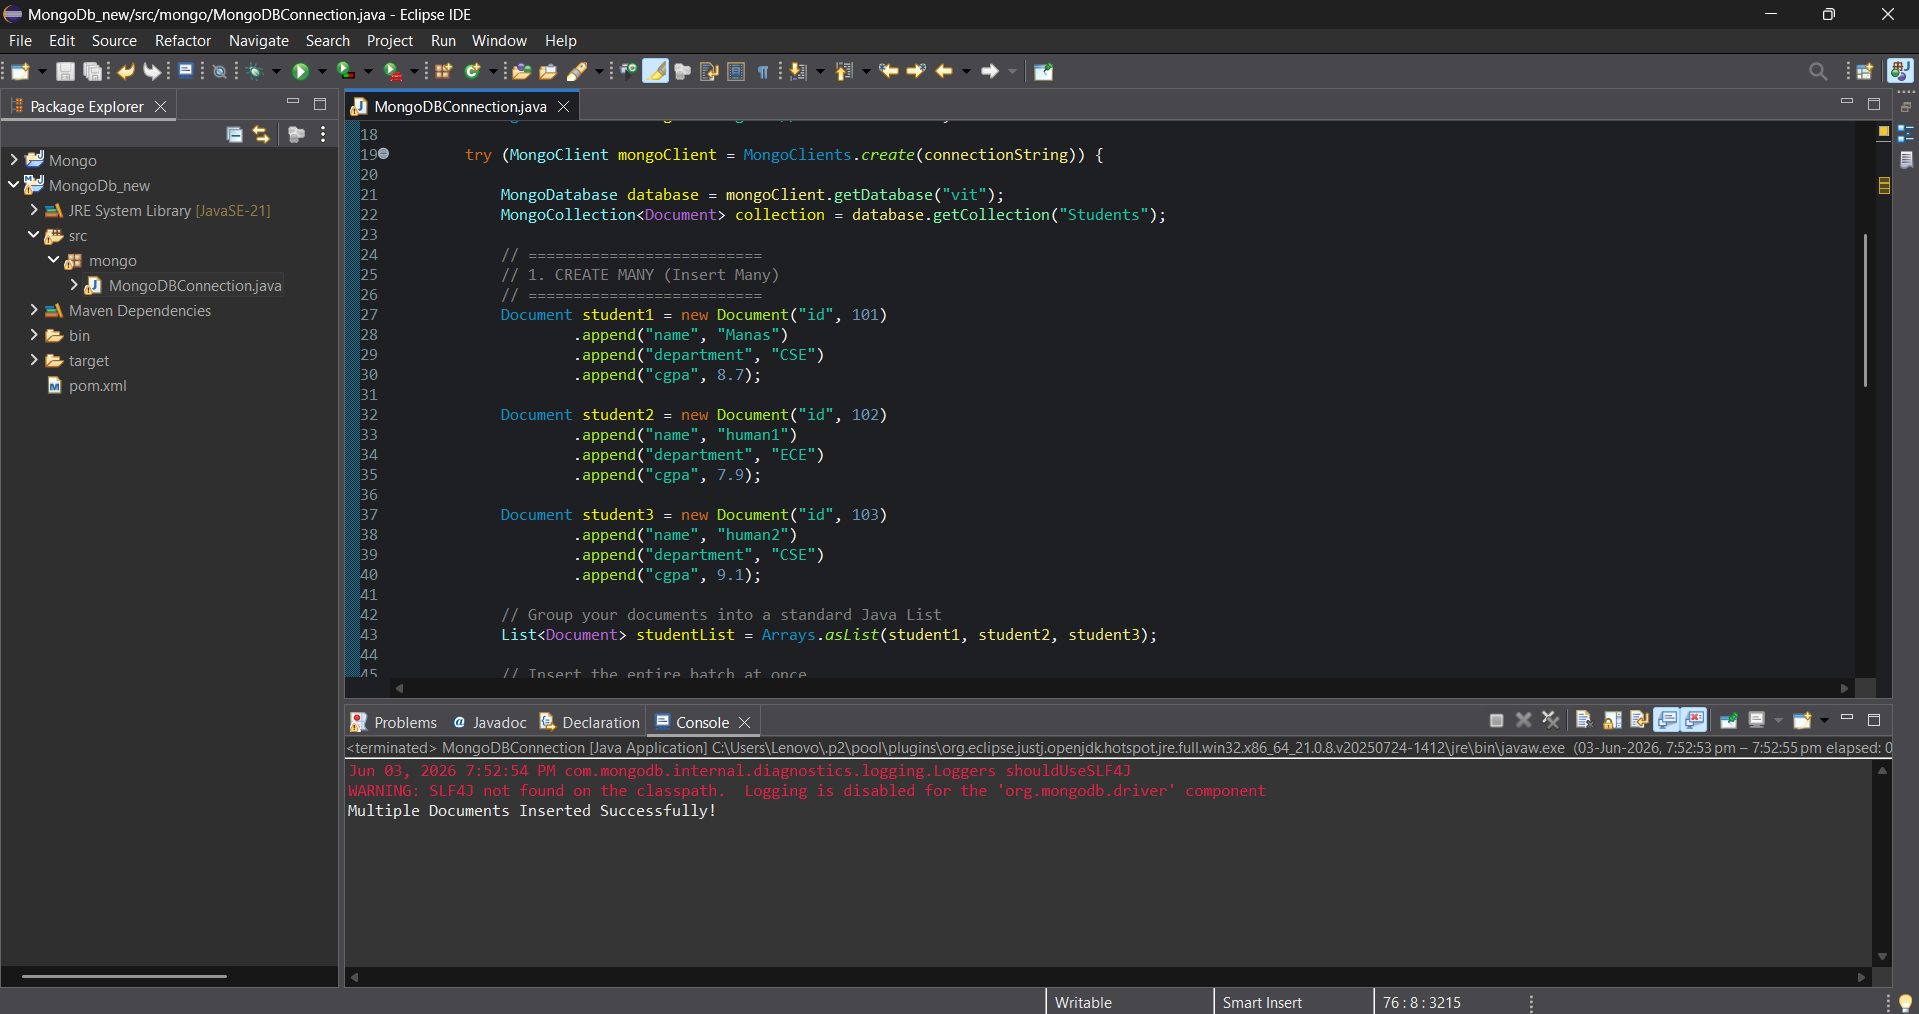 MongoDb_new/src/mongo/MongoDBConnection.java - Eclipse IDE
File Edit Source Refactor Navigate Search Project Run Window Help
Package Explorer
MongoDBConnection.java
Mongo
MongoDb_new
JRE System Library [JavaSE-21]
src
mongo
MongoDBConnection.java
Maven Dependencies
bin
target
pom.xml
18
19 try (MongoClient mongoClient = MongoClients.create(connectionString)) {
20
21 MongoDatabase database = mongoClient.getDatabase("vit");
22 MongoCollection<Document> collection = database.getCollection("Students");
23
24 // ==========================
25 // 1. CREATE MANY (Insert Many)
26 // ==========================
27 Document student1 = new Document("id", 101)
28 .append("name", "Manas")
29 .append("department", "CSE")
30 .append("cgpa", 8.7);
31
32 Document student2 = new Document("id", 102)
33 .append("name", "human1")
34 .append("department", "ECE")
35 .append("cgpa", 7.9);
36
37 Document student3 = new Document("id", 103)
38 .append("name", "human2")
39 .append("department", "CSE")
40 .append("cgpa", 9.1);
41
42 // Group your documents into a standard Java List
43 List<Document> studentList = Arrays.asList(student1, student2, student3);
44
45 // Insert the entire batch at once
Problems Javadoc Declaration Console
<terminated> MongoDBConnection [Java Application] C:\Users\Lenovo\.p2\pool\plugins\org.eclipse.justj.openjdk.hotspot.jre.full.win32.x86_64_21.0.8.v20250724-1412\jre\bin\javaw.exe (03-Jun-2026, 7:52:53 pm – 7:52:55 pm elapsed: 0
Jun 03, 2026 7:52:54 PM com.mongodb.internal.diagnostics.logging.Loggers shouldUseSLF4J
WARNING: SLF4J not found on the classpath.  Logging is disabled for the 'org.mongodb.driver' component
Multiple Documents Inserted Successfully!
Writable Smart Insert 76 : 8 : 3215